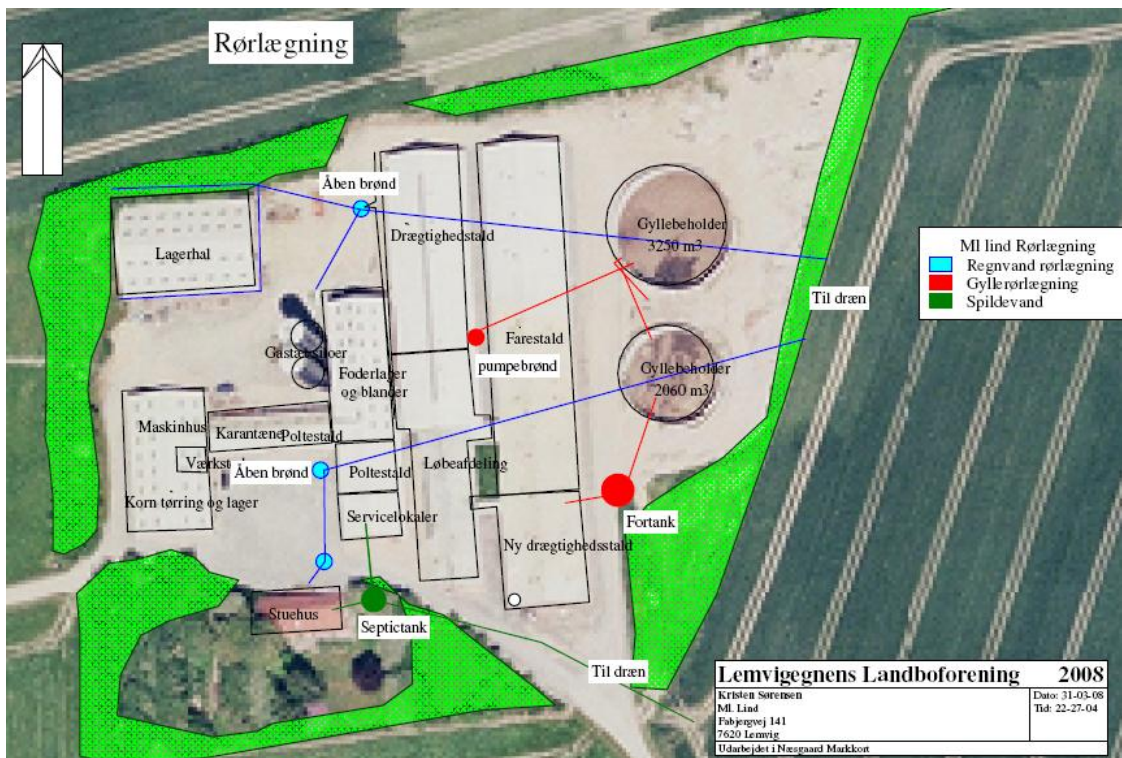 Rørlægning
Åben brønd
Lagerhal
Drægtighedstald
Gyllebeholder
3250 m3
Ml lind Rørlægning
Regnvand rørlægning
Gyllerørlægning
Spildevand
Til dræn
Gastætsiloer
Foderlager
og blander
Farestald
pumpebrønd
Gyllebeholder
2060 m3
Maskinhus
Karantæne
Poltestald
Åben brønd
Poltestald
Løbeafdeling
Korn tørring og lager
Servicelokaler
Fortank
Ny drægtighedsstald
Stuehus
Septictank
Til dræn
Lemvigegnens Landboforening 2008
Kristen Sørensen
Ml. Lind
Fabjergvej 141
7620 Lemvig
Dato: 31-03-08
Tid: 22-27-04
Udarbejdet i Næsgaard Markkort